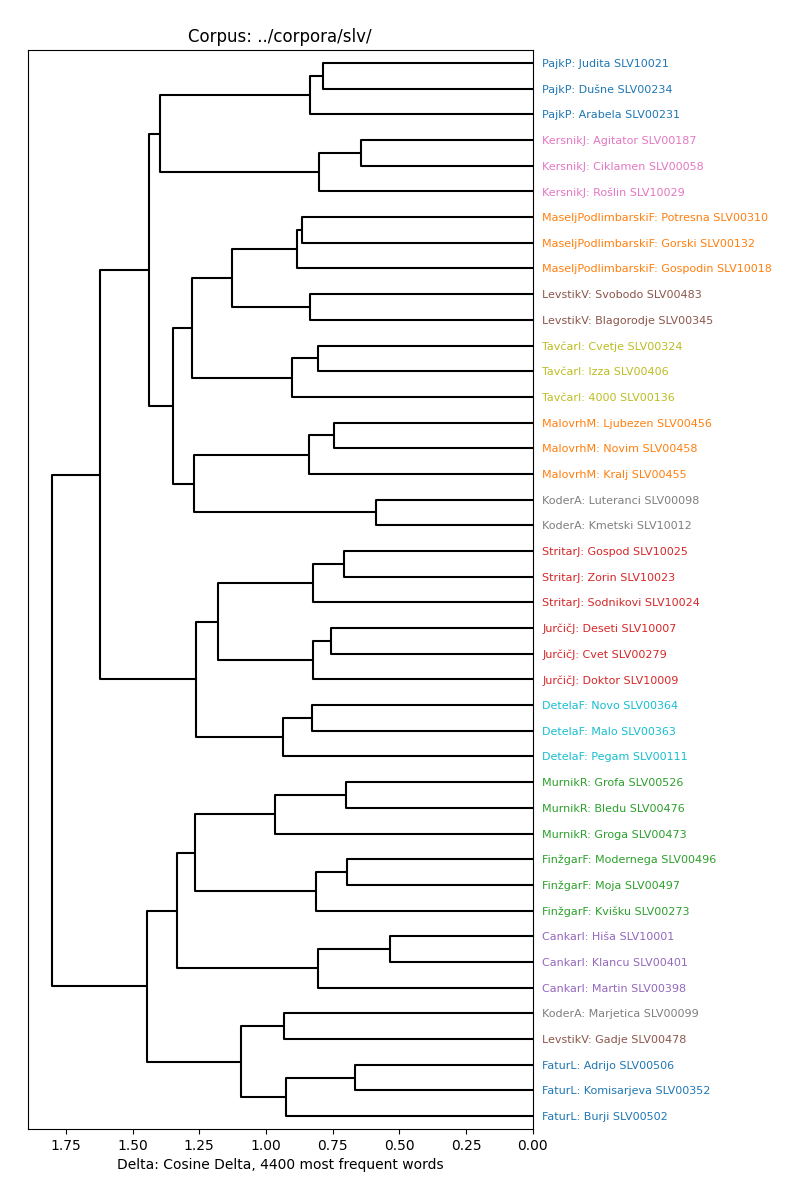 Corpus: ../corpora/slv/
PajkP: Judita SLV10021
PajkP: Dušne SLV00234
PajkP: Arabela SLV00231
KersnikJ: Agitator SLV00187
KersnikJ: Ciklamen SLV00058
KersnikJ: Rošlin SLV10029
MaseljPodlimbarskiF: Potresna SLV00310
MaseljPodlimbarskiF: Gorski SLV00132
MaseljPodlimbarskiF: Gospodin SLV10018
LevstikV: Svobodo SLV00483
LevstikV: Blagorodje SLV00345
TavčarI: Cvetje SLV00324
TavčarI: Izza SLV00406
TavčarI: 4000 SLV00136
MalovrhM: Ljubezen SLV00456
MalovrhM: Novim SLV00458
MalovrhM: Kralj SLV00455
KoderA: Luteranci SLV00098
KoderA: Kmetski SLV10012
StritarJ: Gospod SLV10025
StritarJ: Zorin SLV10023
StritarJ: Sodnikovi SLV10024
JurčičJ: Deseti SLV10007
JurčičJ: Cvet SLV00279
JurčičJ: Doktor SLV10009
DetelaF: Novo SLV00364
DetelaF: Malo SLV00363
DetelaF: Pegam SLV00111
MurnikR: Grofa SLV00526
MurnikR: Bledu SLV00476
MurnikR: Groga SLV00473
FinžgarF: Modernega SLV00496
FinžgarF: Moja SLV00497
FinžgarF: Kvišku SLV00273
CankarI: Hiša SLV10001
CankarI: Klancu SLV00401
CankarI: Martin SLV00398
KoderA: Marjetica SLV00099
LevstikV: Gadje SLV00478
FaturL: Adrijo SLV00506
FaturL: Komisarjeva SLV00352
FaturL: Burji SLV00502
1.75 1.50 1.25 1.00 0.75 0.50 0.25 0.00
Delta: Cosine Delta, 4400 most frequent words